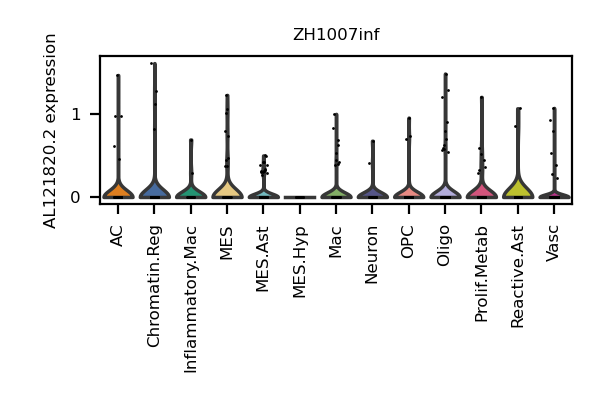 ZH1007inf
AL121820.2 expression
1
0
AC
Chromatin.Reg
Inflammatory.Mac
MES
MES.Ast
MES.Hyp
Mac
Neuron
OPC
Oligo
Prolif.Metab
Reactive.Ast
Vasc